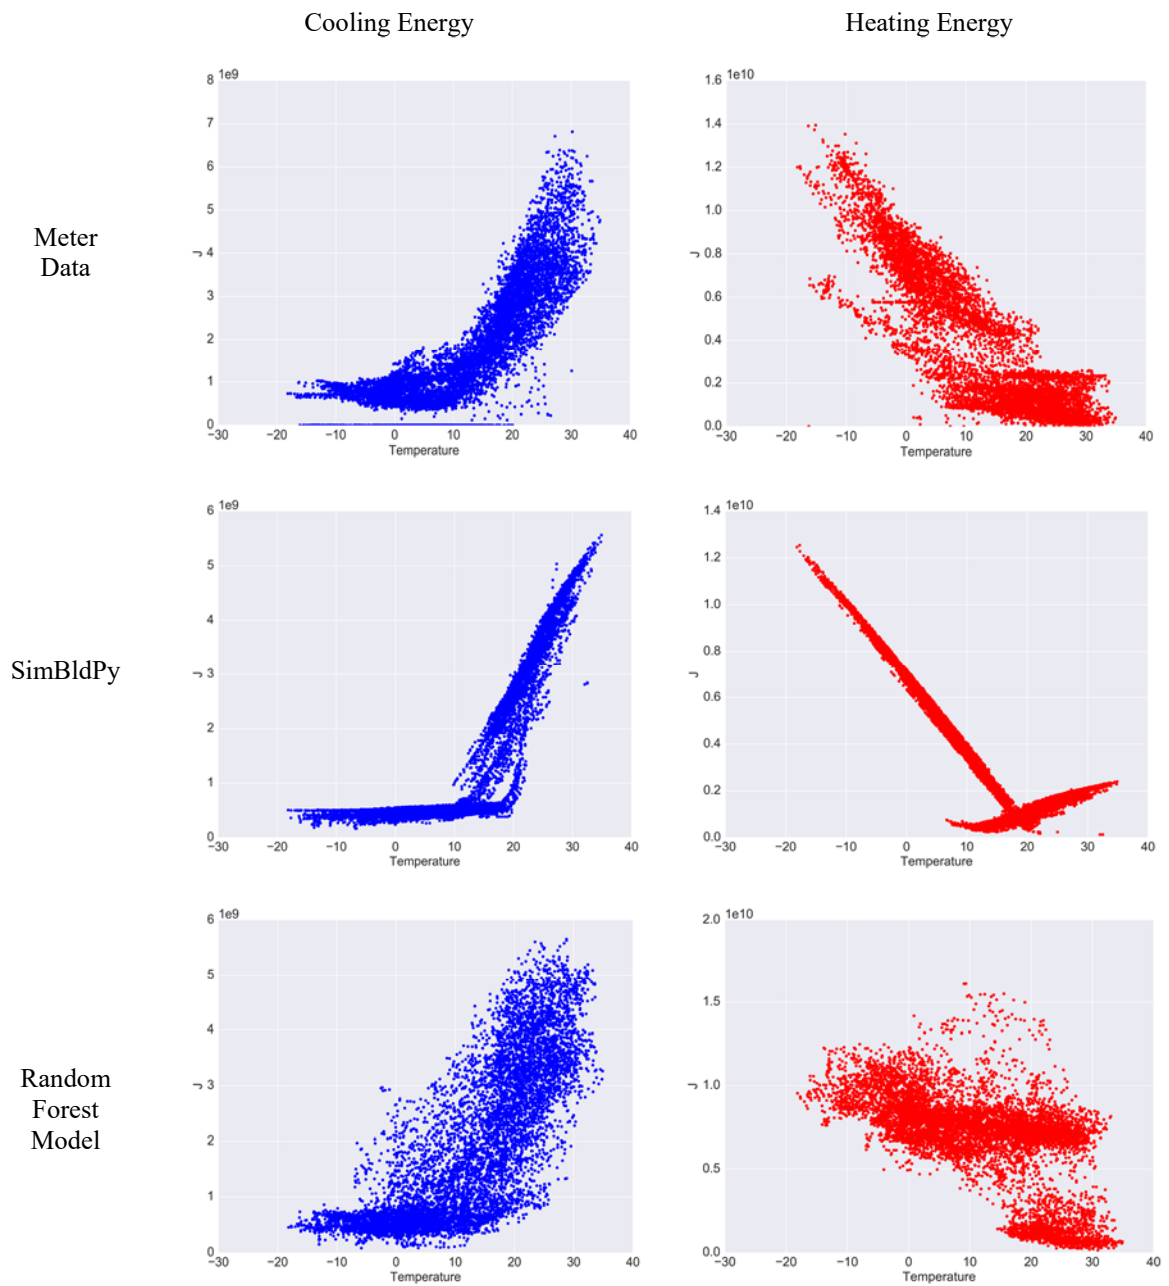 Cooling Energy
Heating Energy
Meter
Data
1e9
8
7
6
5
4
3
2
1
0
J
−30 −20 −10 0 10 20 30 40
Temperature
1e10
1.6
1.4
1.2
1.0
0.8
0.6
0.4
0.2
0.0
J
−30 −20 −10 0 10 20 30 40
Temperature
SimBldPy
1e9
6
5
4
3
2
1
0
J
−30 −20 −10 0 10 20 30 40
Temperature
1e10
1.4
1.2
1.0
0.8
0.6
0.4
0.2
0.0
J
−30 −20 −10 0 10 20 30 40
Temperature
Random
Forest
Model
1e9
6
5
4
3
2
1
0
J
−30 −20 −10 0 10 20 30 40
Temperature
1e10
2.0
1.5
1.0
0.5
0.0
J
−30 −20 −10 0 10 20 30 40
Temperature